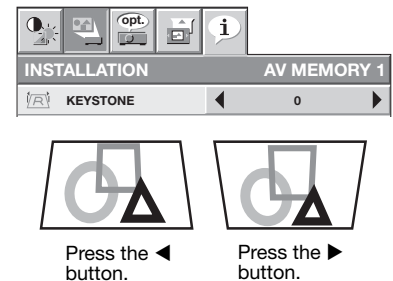 opt.
i
INSTALLATION AV MEMORY 1
R KEYSTONE ◀ 0 ▶
Press the ◀ button.
Press the ▶ button.